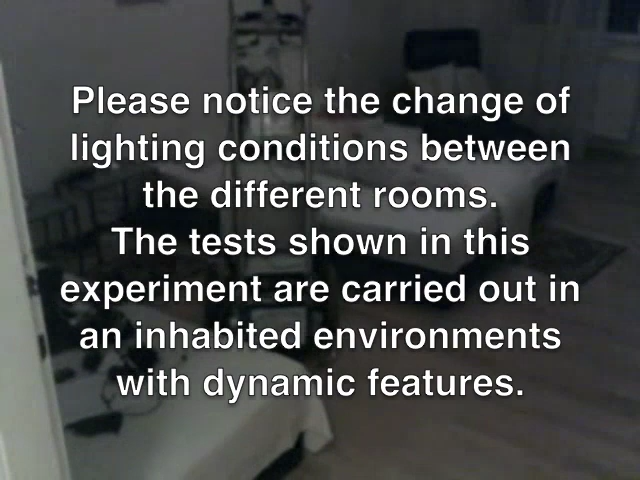 Please notice the change of
lighting conditions between
the different rooms.
The tests shown in this
experiment are carried out in
an inhabited environments
with dynamic features.